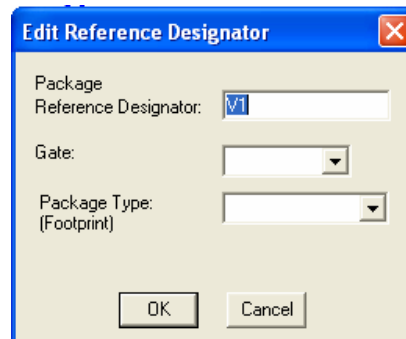 Edit Reference Designator
Package
Reference Designator: V1
Gate:
Package Type:
(Footprint)
OK Cancel